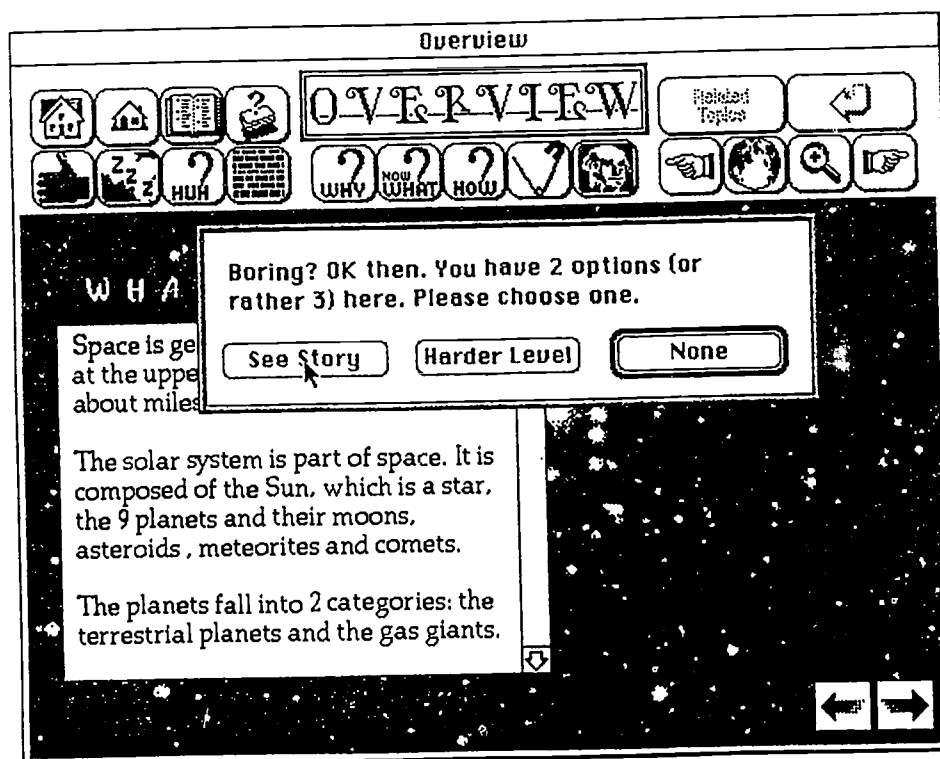 Overview
OVERVIEW
Related
Topics
?
Z Z Z
?
HUH
?
WHY
?
NOW
WHAT
?
HOW
?
WHA
Boring? OK then. You have 2 options (or
rather 3) here. Please choose one.
See Story
Harder Level
None
Space is ge
at the uppe
about miles
The solar system is part of space. It is
composed of the Sun, which is a star,
the 9 planets and their moons,
asteroids , meteorites and comets.
The planets fall into 2 categories: the
terrestrial planets and the gas giants.